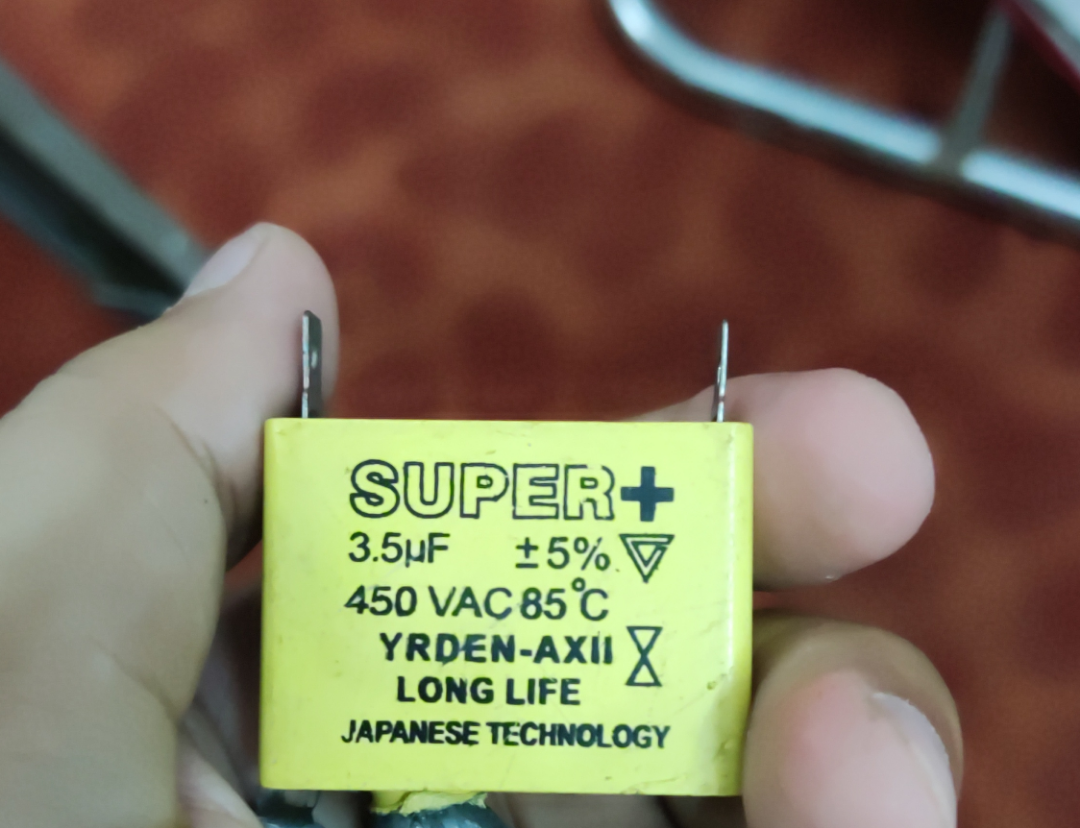 SUPER+
3.5µF ±5%
450 VAC 85°C
YRDEN-AXII
LONG LIFE
JAPANESE TECHNOLOGY